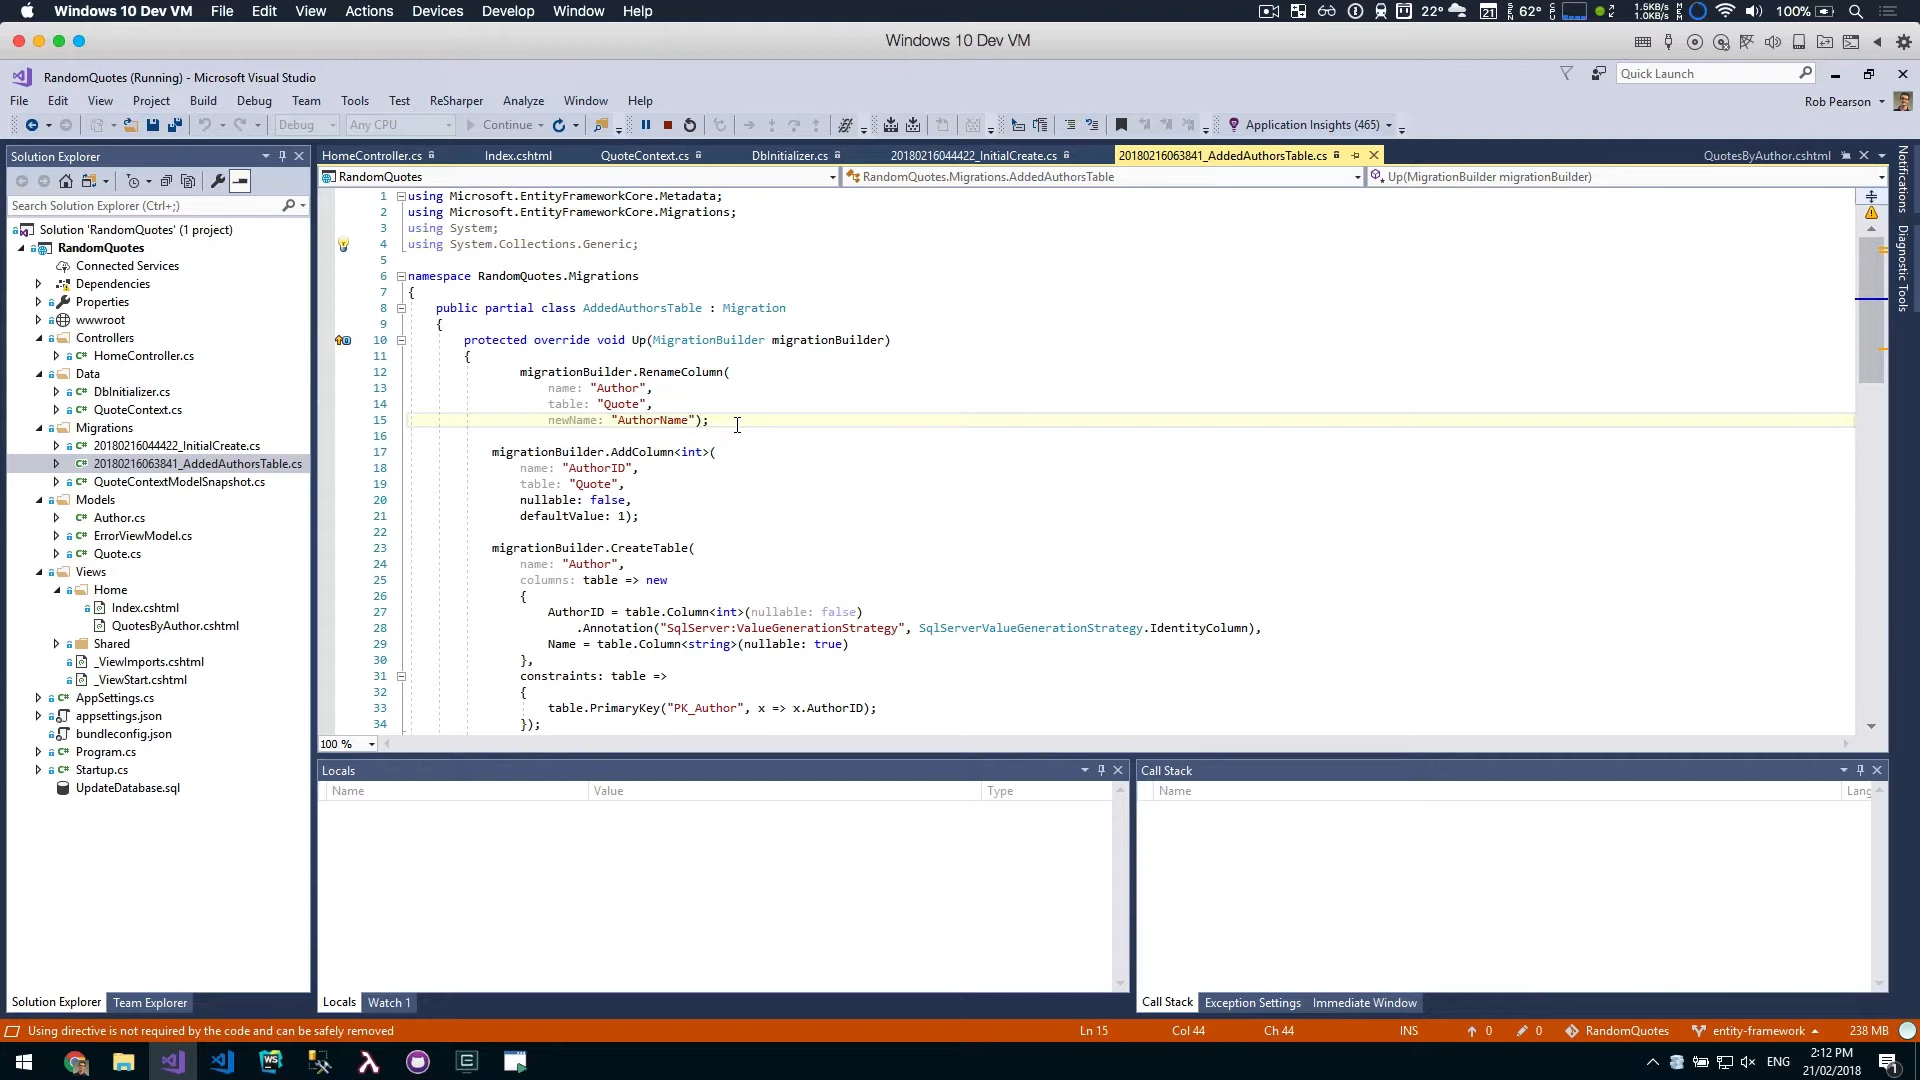 Windows 10 Dev VM File Edit View Actions Devices Develop Window Help 22° 21 62° 1.5KB/s 1.0KB/s 100%
Windows 10 Dev VM
RandomQuotes (Running) - Microsoft Visual Studio Quick Launch
File Edit View Project Build Debug Team Tools Test ReSharper Analyze Window Help Rob Pearson
Debug Any CPU Continue Application Insights (465)
Solution Explorer
HomeController.cs Index.cshtml QuoteContext.cs DbInitializer.cs 20180216044422_InitialCreate.cs 20180216063841_AddedAuthorsTable.cs QuotesByAuthor.cshtml
RandomQuotes RandomQuotes.Migrations.AddedAuthorsTable Up(MigrationBuilder migrationBuilder)
Search Solution Explorer (Ctrl+;)
Solution 'RandomQuotes' (1 project)
RandomQuotes
Connected Services
Dependencies
Properties
wwwroot
Controllers
HomeController.cs
Data
DbInitializer.cs
QuoteContext.cs
Migrations
20180216044422_InitialCreate.cs
20180216063841_AddedAuthorsTable.cs
QuoteContextModelSnapshot.cs
Models
Author.cs
ErrorViewModel.cs
Quote.cs
Views
Home
Index.cshtml
QuotesByAuthor.cshtml
Shared
_ViewImports.cshtml
_ViewStart.cshtml
AppSettings.cs
appsettings.json
bundleconfig.json
Program.cs
Startup.cs
UpdateDatabase.sql
Solution Explorer Team Explorer
1 using Microsoft.EntityFrameworkCore.Metadata;
2 using Microsoft.EntityFrameworkCore.Migrations;
3 using System;
4 using System.Collections.Generic;
5
6 namespace RandomQuotes.Migrations
7 {
8 public partial class AddedAuthorsTable : Migration
9 {
10 protected override void Up(MigrationBuilder migrationBuilder)
11 {
12 migrationBuilder.RenameColumn(
13 name: "Author",
14 table: "Quote",
15 newName: "AuthorName");
16
17 migrationBuilder.AddColumn<int>(
18 name: "AuthorID",
19 table: "Quote",
20 nullable: false,
21 defaultValue: 1);
22
23 migrationBuilder.CreateTable(
24 name: "Author",
25 columns: table => new
26 {
27 AuthorID = table.Column<int>(nullable: false)
28 .Annotation("SqlServer:ValueGenerationStrategy", SqlServerValueGenerationStrategy.IdentityColumn),
29 Name = table.Column<string>(nullable: true)
30 },
31 constraints: table =>
32 {
33 table.PrimaryKey("PK_Author", x => x.AuthorID);
34 });
100 %
Notifications
Diagnostic Tools
Locals
Name Value Type
Locals Watch 1
Call Stack
Name Lang
Call Stack Exception Settings Immediate Window
Using directive is not required by the code and can be safely removed Ln 15 Col 44 Ch 44 INS 0 0 RandomQuotes entity-framework 238 MB
WS ENG 2:12 PM
21/02/2018 1